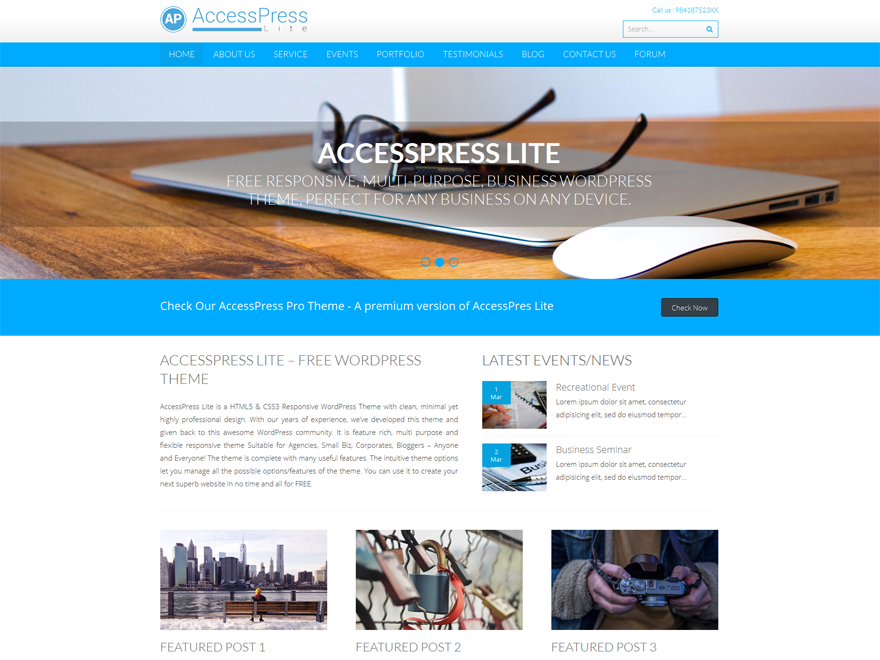 AP AccessPress
Lite
Call us : 984187523XX
Search...
HOME ABOUT US SERVICE EVENTS PORTFOLIO TESTIMONIALS BLOG CONTACT US FORUM
ACCESSPRESS LITE
FREE RESPONSIVE, MULTI-PURPOSE, BUSINESS WORDPRESS
THEME, PERFECT FOR ANY BUSINESS ON ANY DEVICE.
Check Our AccessPress Pro Theme - A premium version of AccessPres Lite
Check Now
ACCESSPRESS LITE – FREE WORDPRESS
THEME
AccessPress Lite is a HTML5 & CSS3 Responsive WordPress Theme with clean, minimal yet
highly professional design. With our years of experience, we've developed this theme and
given back to this awesome WordPress community. It is feature rich, multi purpose and
flexible responsive theme Suitable for Agencies, Small Biz, Corporates, Bloggers – Anyone
and Everyone! The theme is complete with many useful features. The intuitive theme options
let you manage all the possible options/features of the theme. You can use it to create your
next superb website in no time and all for FREE.
LATEST EVENTS/NEWS
1
Mar
Recreational Event
Lorem ipsum dolor sit amet, consectetur
adipisicing elit, sed do eiusmod tempor...
2
Mar
Busi
Business Seminar
Lorem ipsum dolor sit amet, consectetur
adipisicing elit, sed do eiusmod tempor...
FEATURED POST 1
FEATURED POST 2
FEATURED POST 3